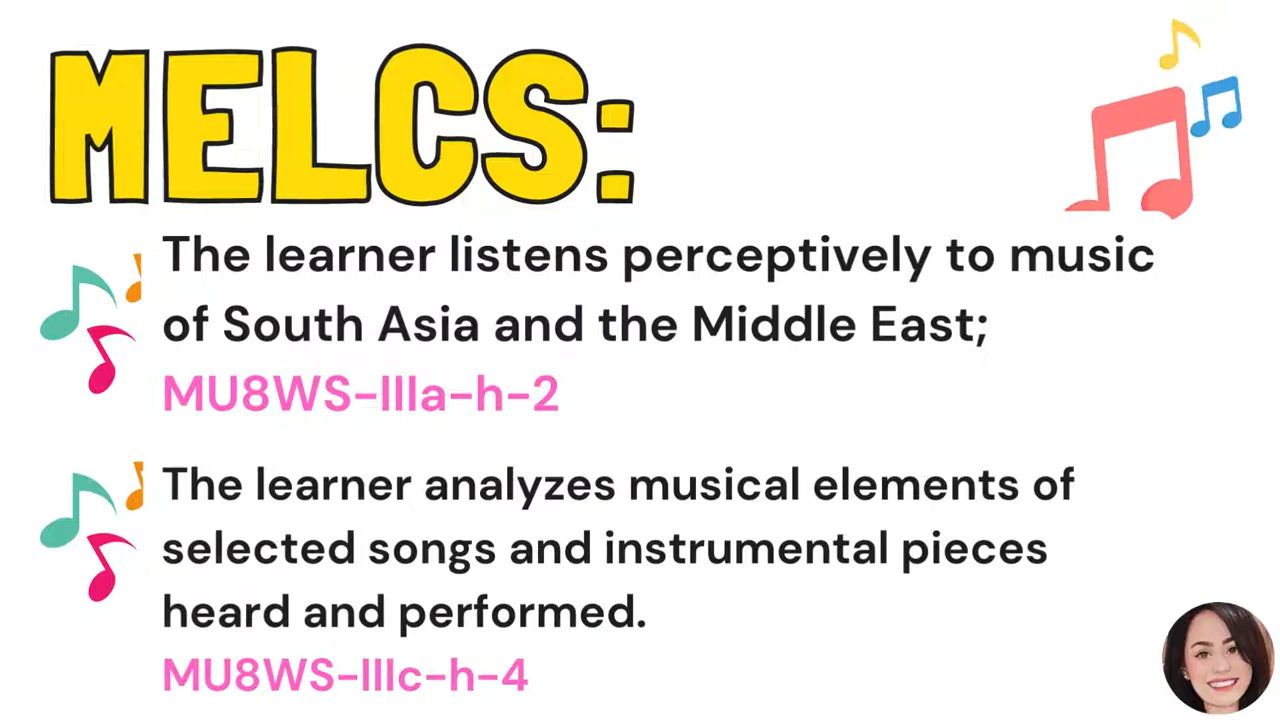 MELCS:
The learner listens perceptively to music
of South Asia and the Middle East;
MU8WS-IIIa-h-2
The learner analyzes musical elements of
selected songs and instrumental pieces
heard and performed.
MU8WS-IIIc-h-4